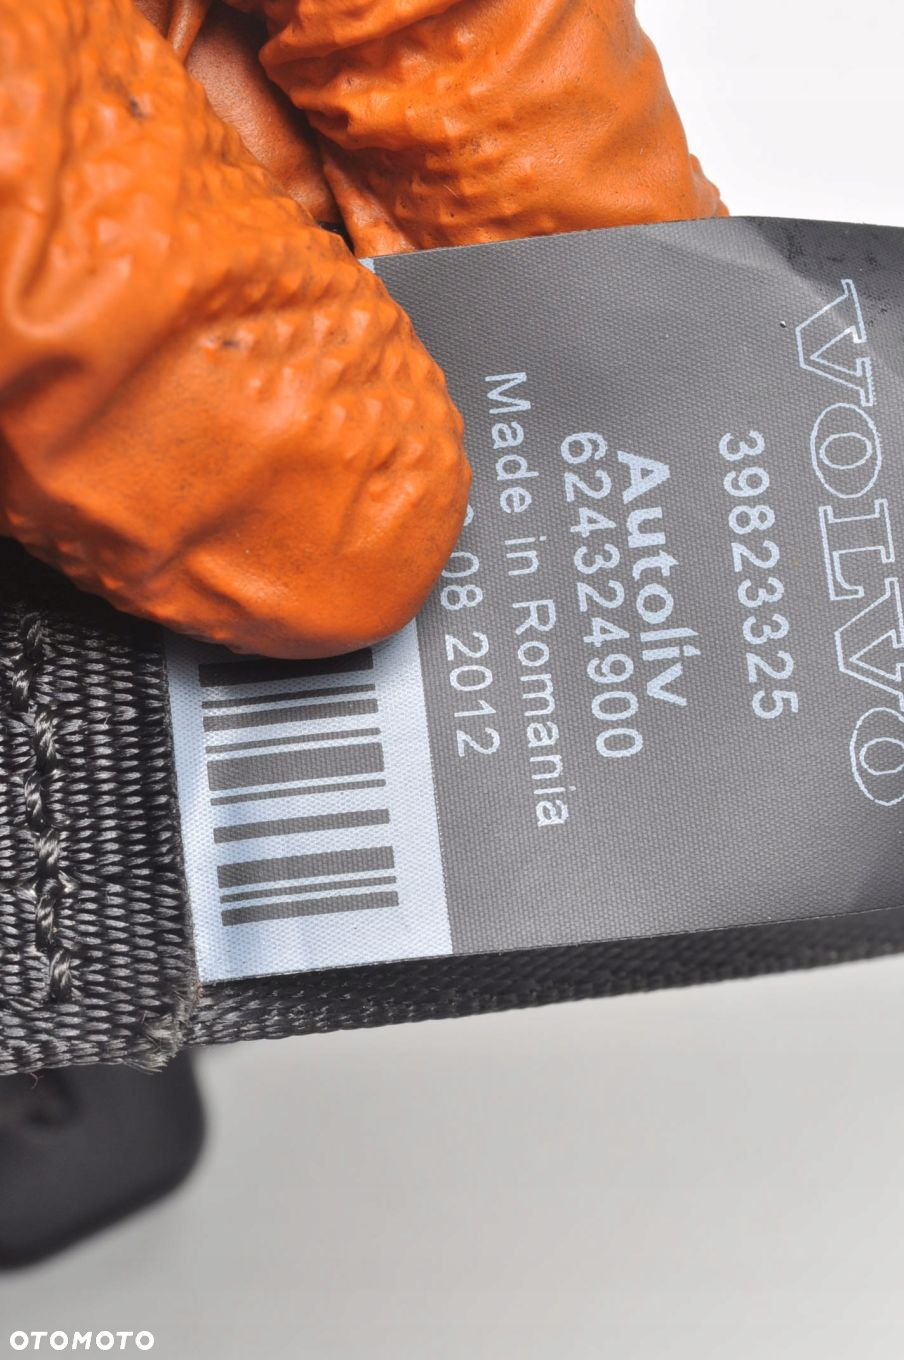 VOLVO
39823325
Autoliv
624324900
Made in Romania
08 2012
OTOMOTO